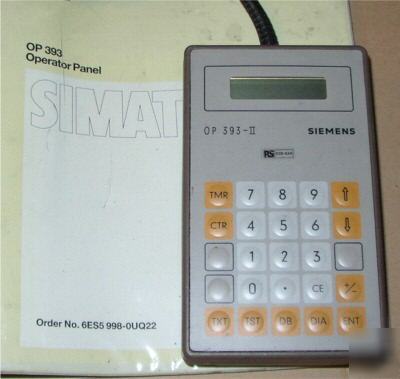 OP 393
Operator Panel
SIMAT
Order No. 6ES5 998-0UQ22
OP 393-II SIEMENS
RS
TMR 7 8 9 ↑
CTR 4 5 6 ↓
1 2 3
0 . CE +/-
TXT TST DB DIA ENT